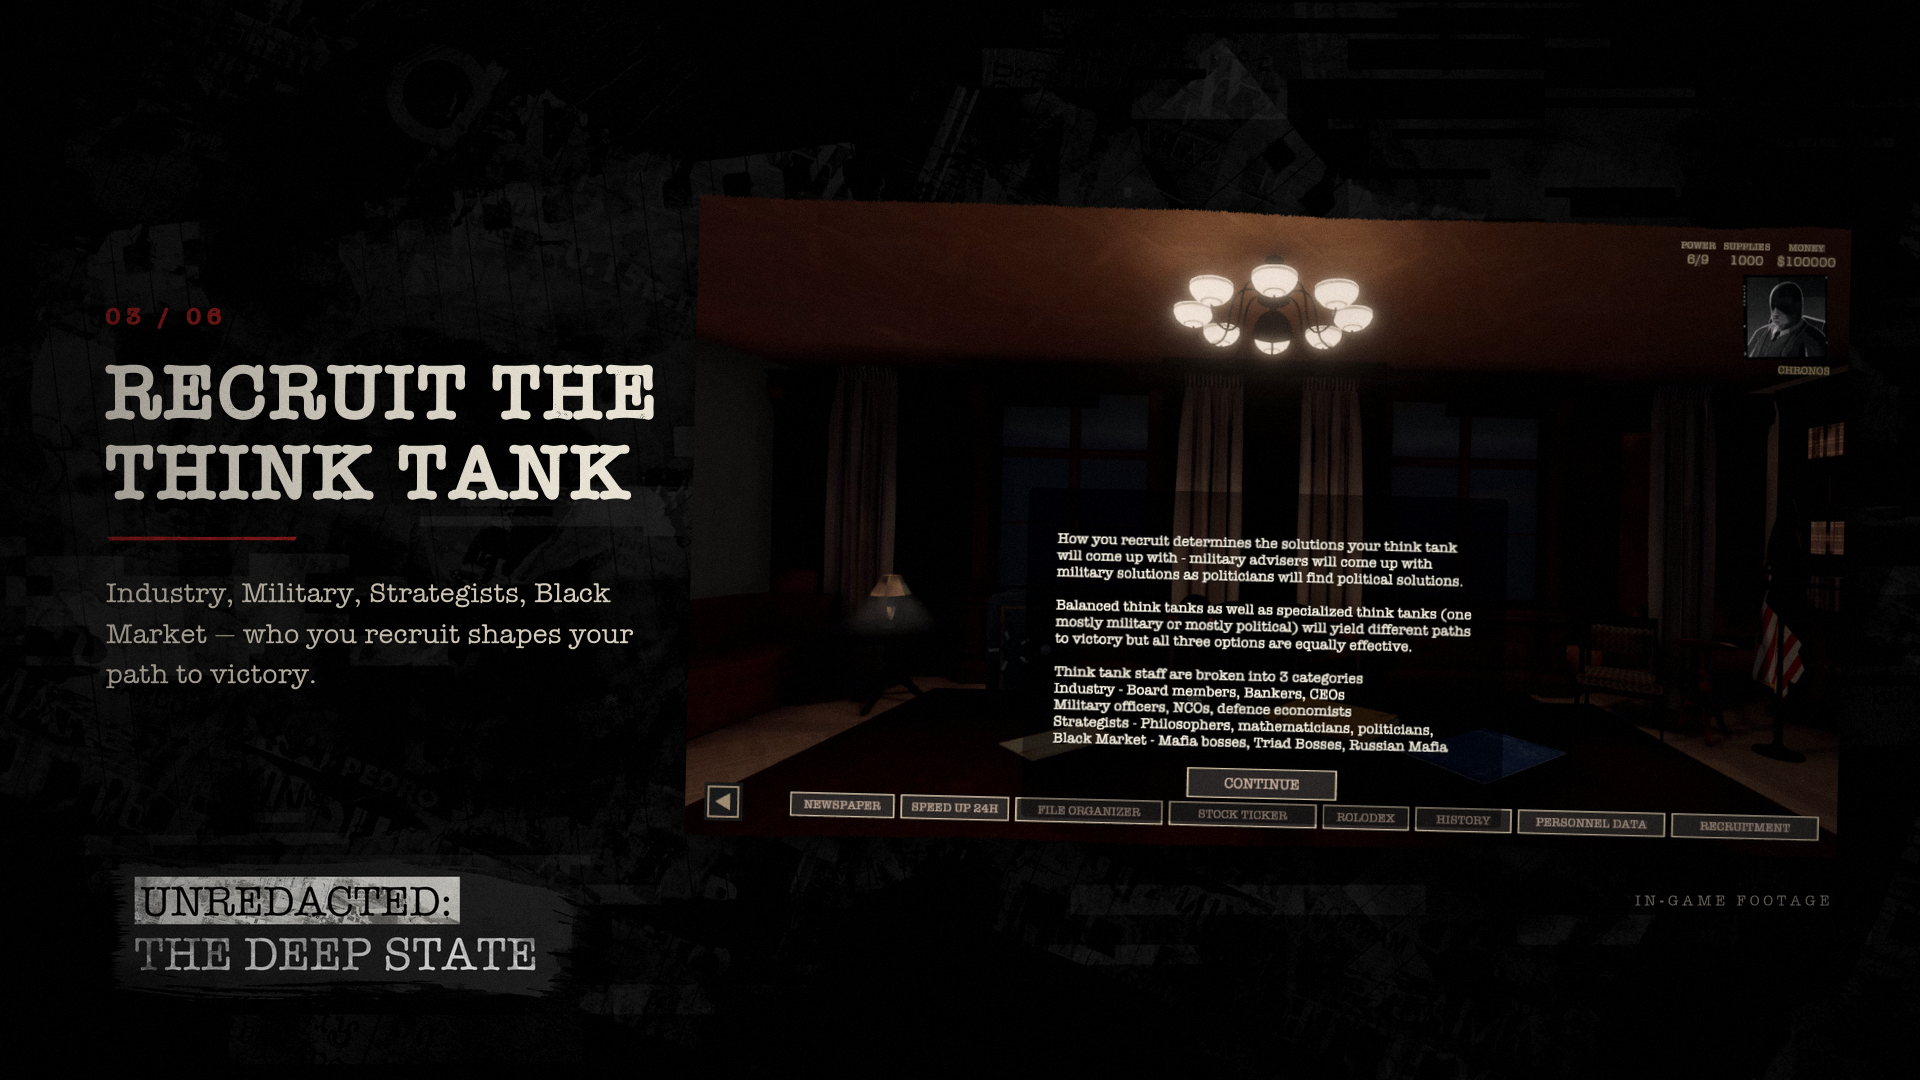 03 / 06
RECRUIT THE
THINK TANK
Industry, Military, Strategists, Black
Market — who you recruit shapes your
path to victory.
UNREDACTED:
THE DEEP STATE
POWER SUPPLIES MONEY
6/9 1000 $100000
CHRONOS
How you recruit determines the solutions your think tank
will come up with - military advisers will come up with
military solutions as politicians will find political solutions.
Balanced think tanks as well as specialized think tanks (one
mostly military or mostly political) will yield different paths
to victory but all three options are equally effective.
Think tank staff are broken into 3 categories
Industry - Board members, Bankers, CEOs
Military officers, NCOs, defence economists
Strategists - Philosophers, mathematicians, politicians,
Black Market - Mafia bosses, Triad Bosses, Russian Mafia
CONTINUE
NEWSPAPER SPEED UP 24H FILE ORGANIZER STOCK TICKER ROLODEX HISTORY PERSONNEL DATA RECRUITMENT
IN-GAME FOOTAGE
PEDRO